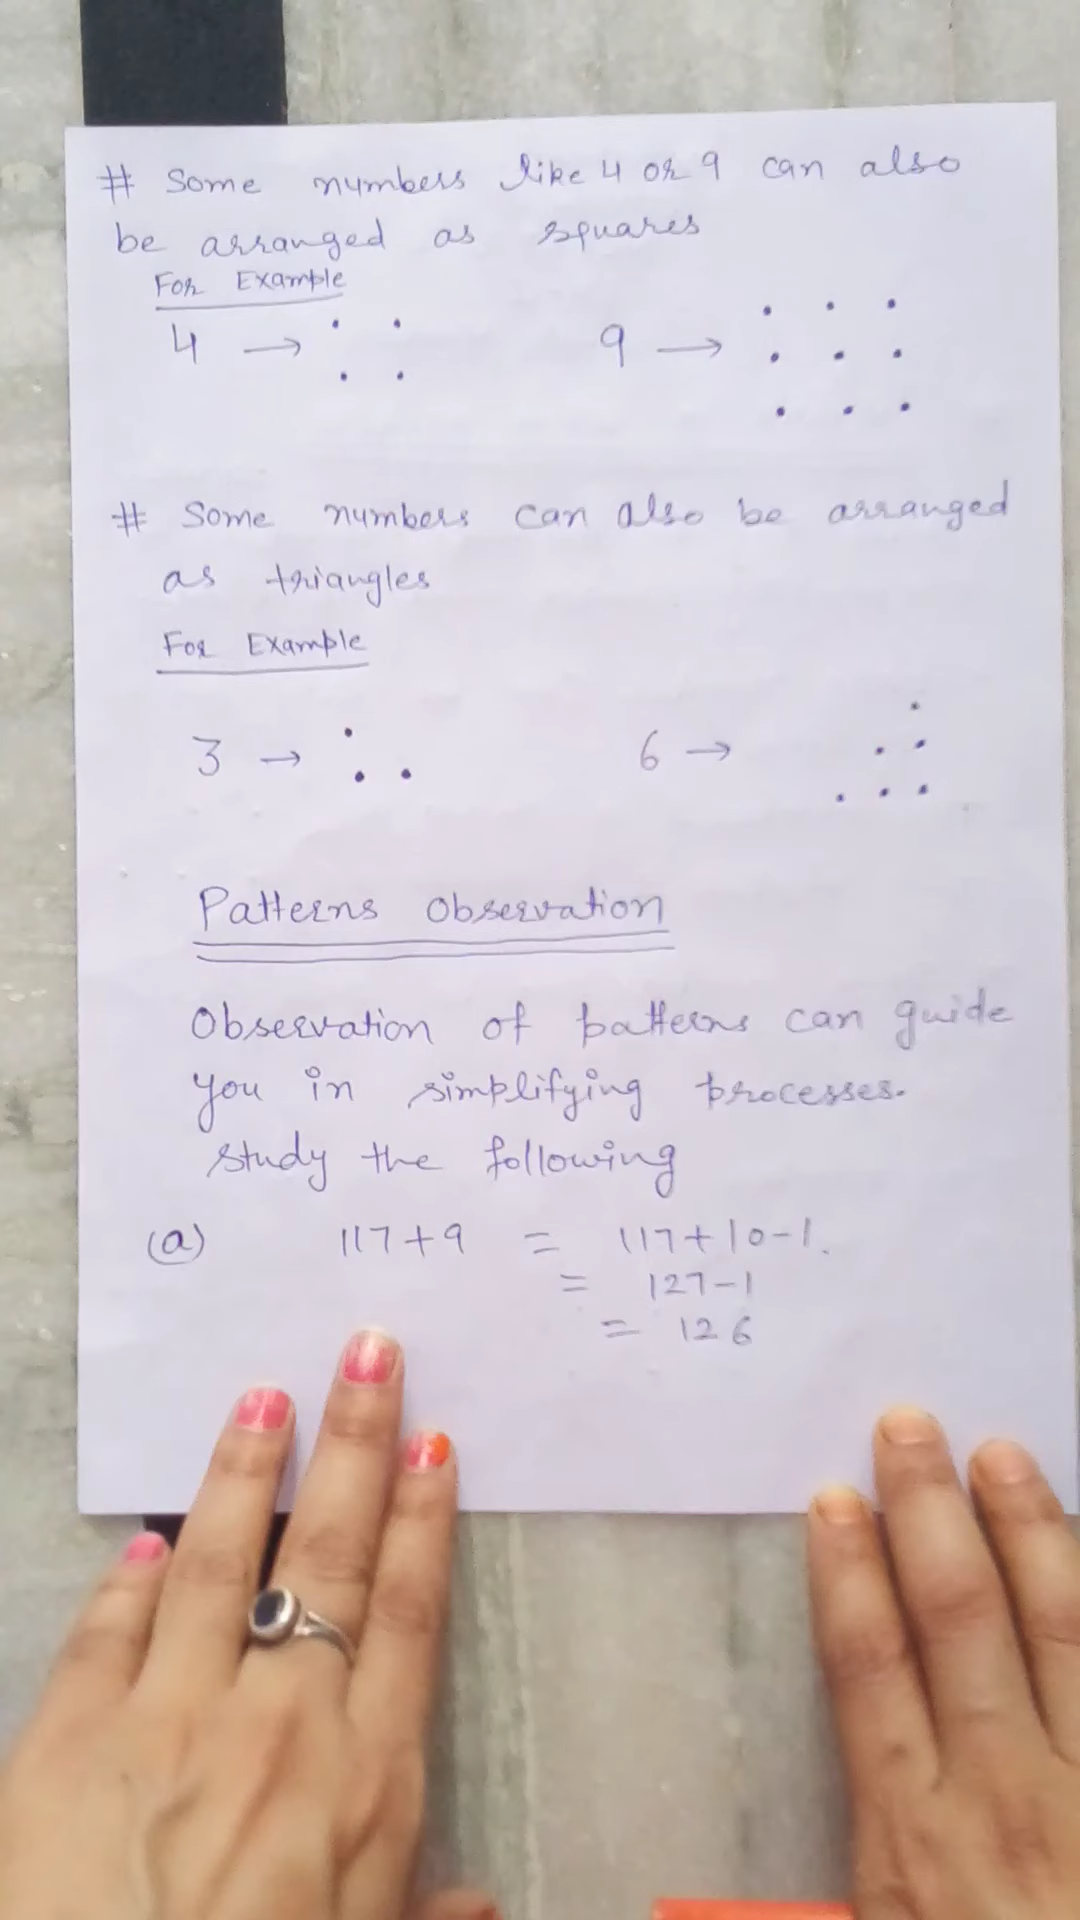 # Some numbers like 4 or 9 can also
be arranged as squares
For Example
4 → 9 →
# Some numbers can also be arranged
as triangles
For Example
3 → 6 →
Patterns Observation
Observation of patterns can guide
you in simplifying processes.
Study the following
(a) 117+9 = 117+10-1.
= 127-1
= 126